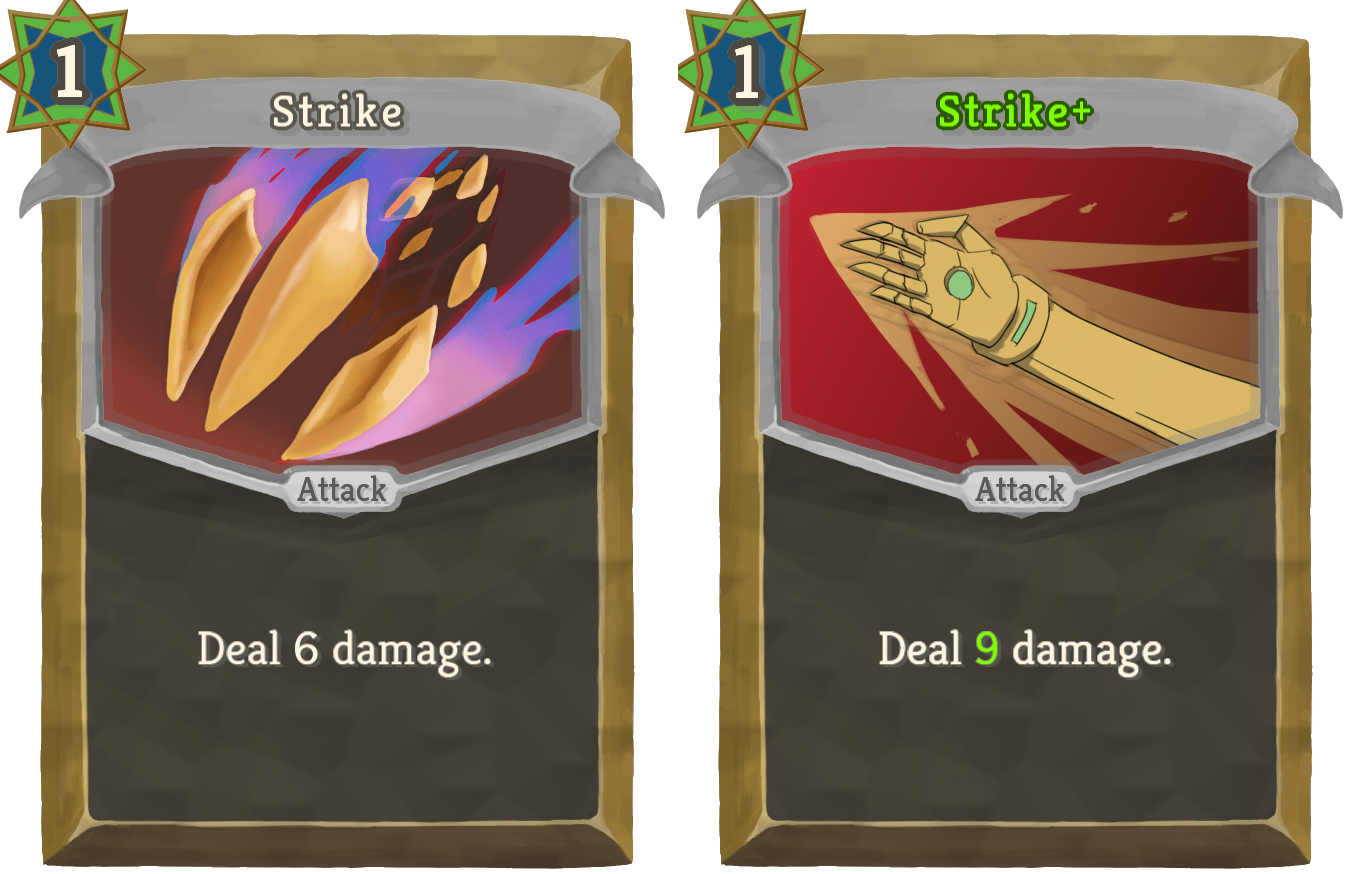 1
Strike
Attack
Deal 6 damage.
1
Strike+
Attack
Deal 9 damage.